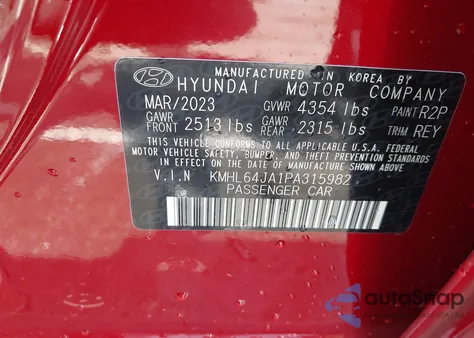 MANUFACTURED IN KOREA BY
HYUNDAI MOTOR COMPANY
MAR/2023 GVWR 4354 lbs PAINT R2P
GAWR FRONT 2513 lbs GAWR REAR 2315 lbs TRIM REY
THIS VEHICLE CONFORMS TO ALL APPLICABLE U.S.A. FEDERAL
MOTOR VEHICLE SAFETY, BUMPER, AND THEFT PREVENTION
STANDARDS IN EFFECT ON THE DATE OF MANUFACTURE SHOWN ABOVE.
V.I.N KMHL64JA1PA315982
PASSENGER CAR
autoSnap